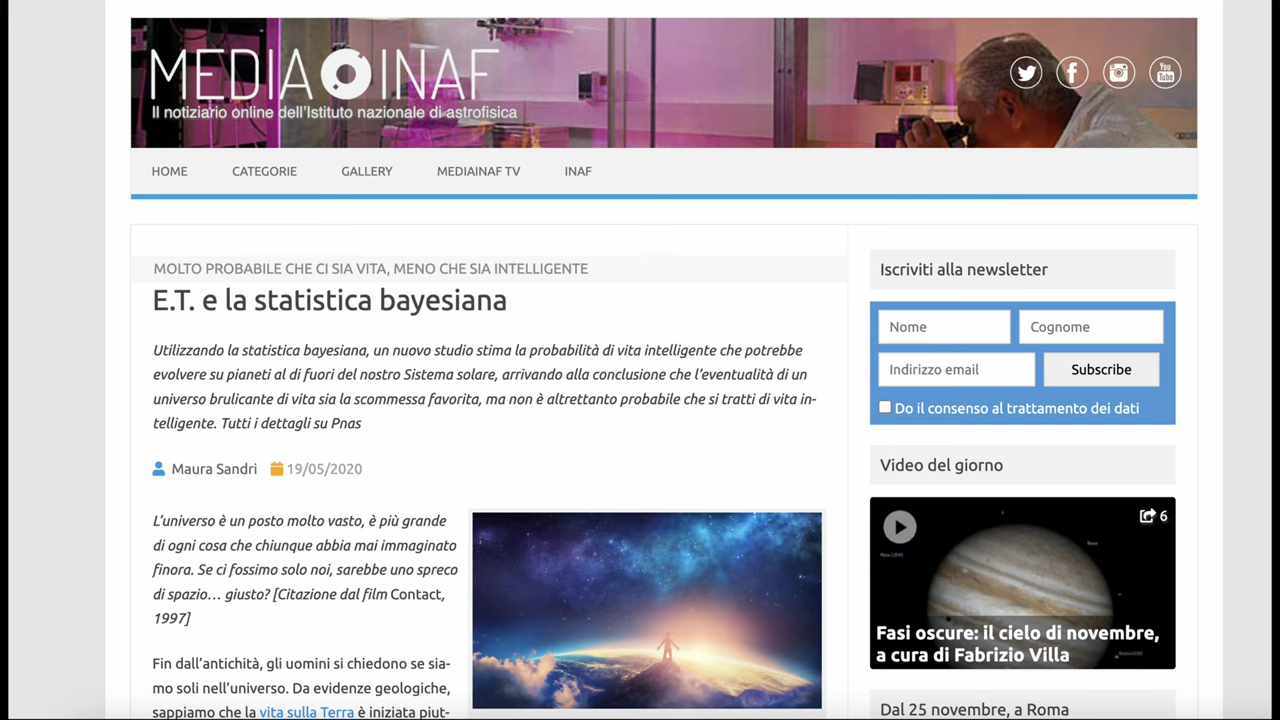 MEDIA INAF
Il notiziario online dell'Istituto nazionale di astrofisica
You
Tube
HOME
CATEGORIE
GALLERY
MEDIAINAF TV
INAF
MOLTO PROBABILE CHE CI SIA VITA, MENO CHE SIA INTELLIGENTE
E.T. e la statistica bayesiana
Utilizzando la statistica bayesiana, un nuovo studio stima la probabilità di vita intelligente che potrebbe
evolvere su pianeti al di fuori del nostro Sistema solare, arrivando alla conclusione che l'eventualità di un
universo brulicante di vita sia la scommessa favorita, ma non è altrettanto probabile che si tratti di vita in-
telligente. Tutti i dettagli su Pnas
Maura Sandri 19/05/2020
L'universo è un posto molto vasto, è più grande
di ogni cosa che chiunque abbia mai immaginato
finora. Se ci fossimo solo noi, sarebbe uno spreco
di spazio… giusto? [Citazione dal film Contact,
1997]
Fin dall'antichità, gli uomini si chiedono se sia-
mo soli nell'universo. Da evidenze geologiche,
sappiamo che la vita sulla Terra è iniziata piut-
Iscriviti alla newsletter
Nome
Cognome
Indirizzo email
Subscribe
Do il consenso al trattamento dei dati
Video del giorno
6
Fasi oscure: il cielo di novembre,
a cura di Fabrizio Villa
Dal 25 novembre, a Roma